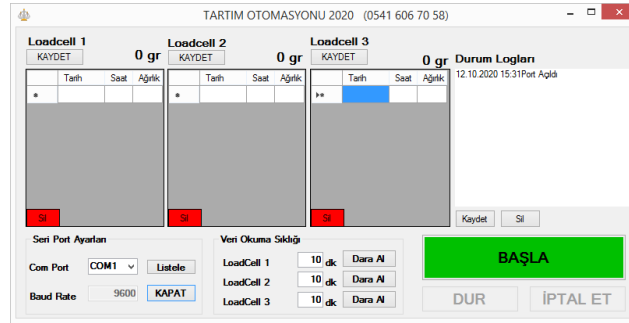 TARTIM OTOMASYONU 2020 (0541 606 70 58)
Loadcell 1
KAYDET
0 gr
Tarih Saat Ağırlık
Sil
Loadcell 2
KAYDET
0 gr
Tarih Saat Ağırlık
Loadcell 3
KAYDET
0 gr
Tarih Saat Ağırlık
Sil
Durum Logları
12.10.2020 15:31Port Açıldı
Kaydet Sil
Seri Port Ayarları
Com Port COM1 Listele
Baud Rate 9600 KAPAT
Veri Okuma Sıklığı
LoadCell 1 10 dk Dara Al
LoadCell 2 10 dk Dara Al
LoadCell 3 10 dk Dara Al
BAŞLA
DUR İPTAL ET